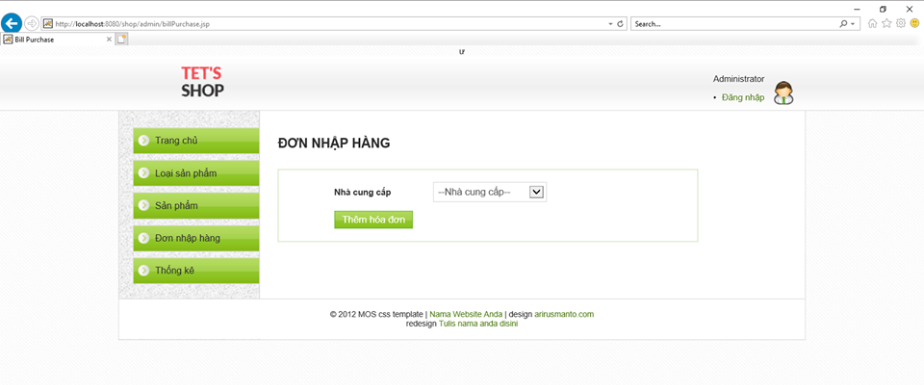 http://localhost:8080/shop/admin/billPurchase.jsp
Search...
Bill Purchase
ư
TET'S
SHOP
Administrator
• Đăng nhập
Trang chủ
Loại sản phẩm
Sản phẩm
Đơn nhập hàng
Thống kê
ĐƠN NHẬP HÀNG
Nhà cung cấp
--Nhà cung cấp--
Thêm hóa đơn
© 2012 MOS css template | Nama Website Anda | design arirusmanto.com
redesign Tulis nama anda disini